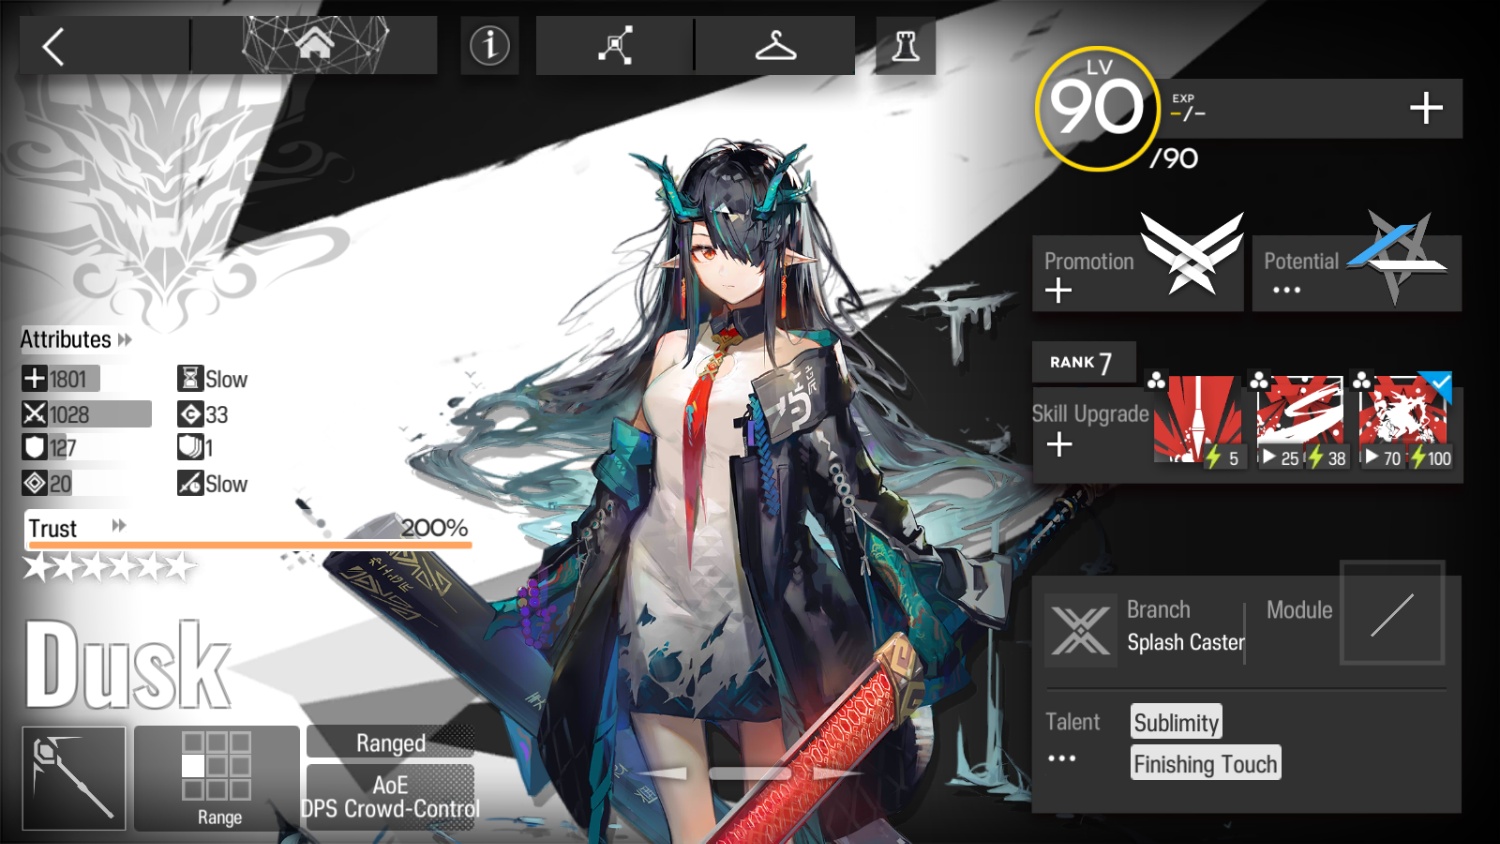 LV
90
EXP
-/-
/90
Promotion
Potential
RANK 7
Skill Upgrade
5
25
38
70
100
Attributes
1801
Slow
1028
33
127
1
20
Slow
Trust
200%
Dusk
Range
Ranged
AoE
DPS Crowd-Control
Branch
Splash Caster
Module
Talent
Sublimity
Finishing Touch